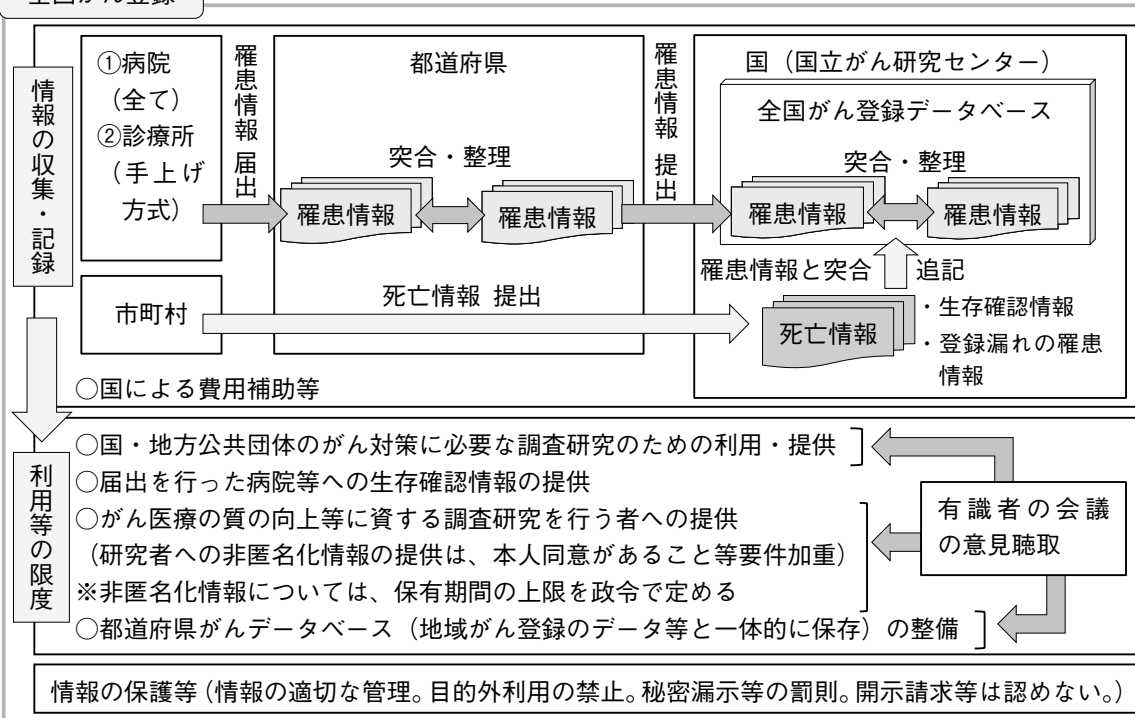 全国がん登録
情報の収集・記録
①病院
（全て）
②診療所
（手上げ
方式）
罹患情報 届出
都道府県
突合・整理
罹患情報
罹患情報
罹患情報 提出
国（国立がん研究センター）
全国がん登録データベース
突合・整理
罹患情報
罹患情報
罹患情報と突合
追記
市町村
死亡情報 提出
死亡情報
・生存確認情報
・登録漏れの罹患
情報
○国による費用補助等
利用等の限度
○国・地方公共団体のがん対策に必要な調査研究のための利用・提供
○届出を行った病院等への生存確認情報の提供
○がん医療の質の向上等に資する調査研究を行う者への提供
（研究者への非匿名化情報の提供は、本人同意があること等要件加重）
※非匿名化情報については、保有期間の上限を政令で定める
○都道府県がんデータベース（地域がん登録のデータ等と一体的に保存）の整備
有識者の会議
の意見聴取
情報の保護等（情報の適切な管理。目的外利用の禁止。秘密漏示等の罰則。開示請求等は認めない。）